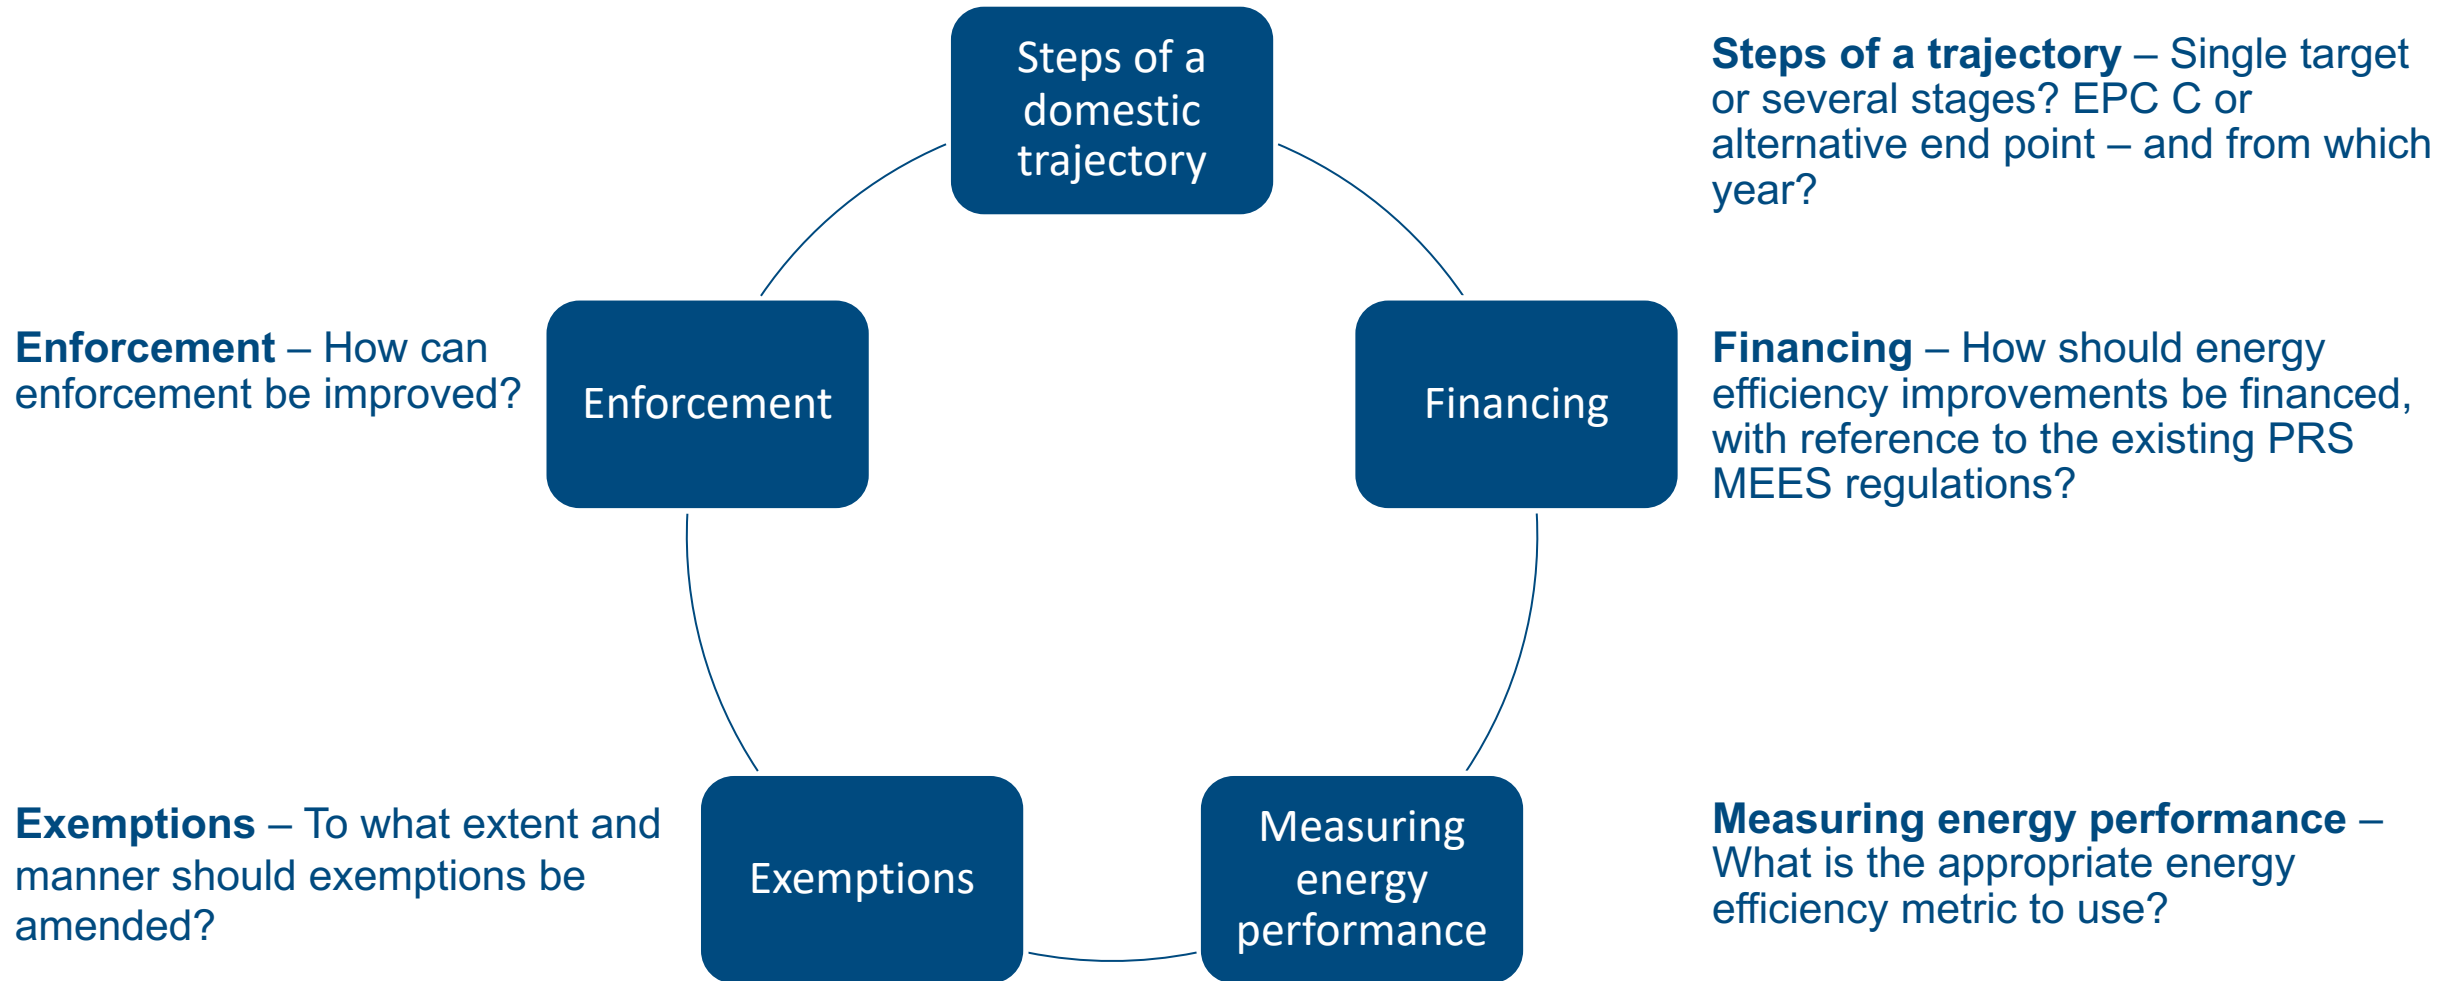 Steps of a
domestic
trajectory
Steps of a trajectory – Single target
or several stages? EPC C or
alternative end point – and from which
year?
Enforcement – How can
enforcement be improved?
Enforcement
Financing
Financing – How should energy
efficiency improvements be financed,
with reference to the existing PRS
MEES regulations?
Exemptions – To what extent and
manner should exemptions be
amended?
Exemptions
Measuring
energy
performance
Measuring energy performance –
What is the appropriate energy
efficiency metric to use?